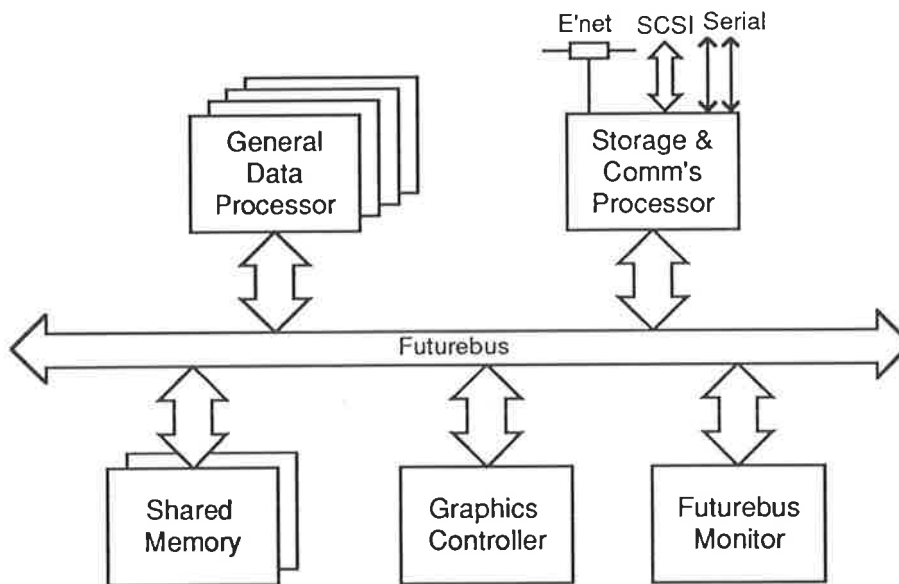 E'net SCSI Serial
General
Data
Processor
Storage &
Comm's
Processor
Futurebus
Shared
Memory
Graphics
Controller
Futurebus
Monitor